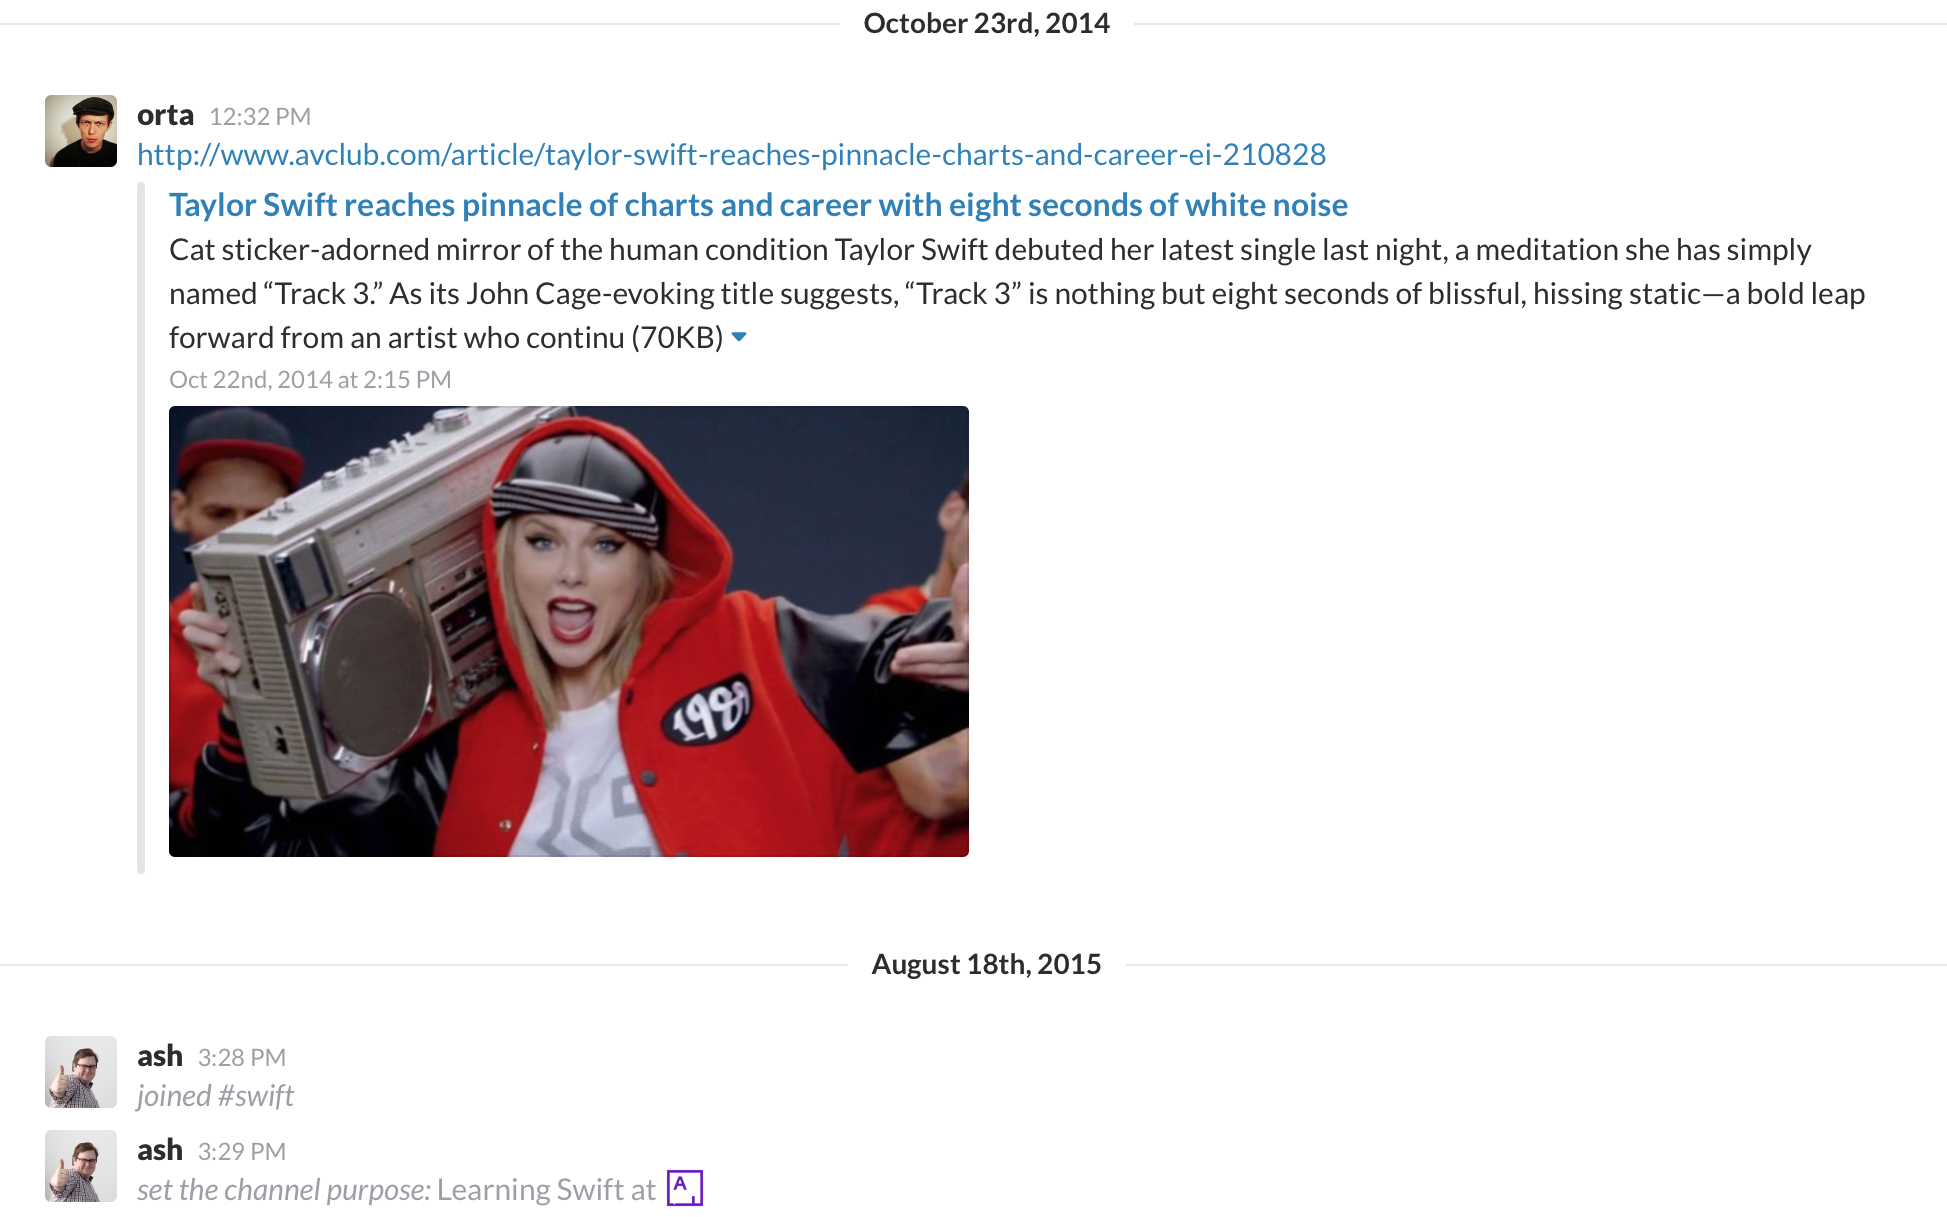 October 23rd, 2014
orta 12:32 PM
http://www.avclub.com/article/taylor-swift-reaches-pinnacle-charts-and-career-ei-210828
Taylor Swift reaches pinnacle of charts and career with eight seconds of white noise
Cat sticker-adorned mirror of the human condition Taylor Swift debuted her latest single last night, a meditation she has simply
named “Track 3.” As its John Cage-evoking title suggests, “Track 3” is nothing but eight seconds of blissful, hissing static—a bold leap
forward from an artist who continu (70KB)
Oct 22nd, 2014 at 2:15 PM
1989
August 18th, 2015
ash 3:28 PM
joined #swift
ash 3:29 PM
set the channel purpose: Learning Swift at A